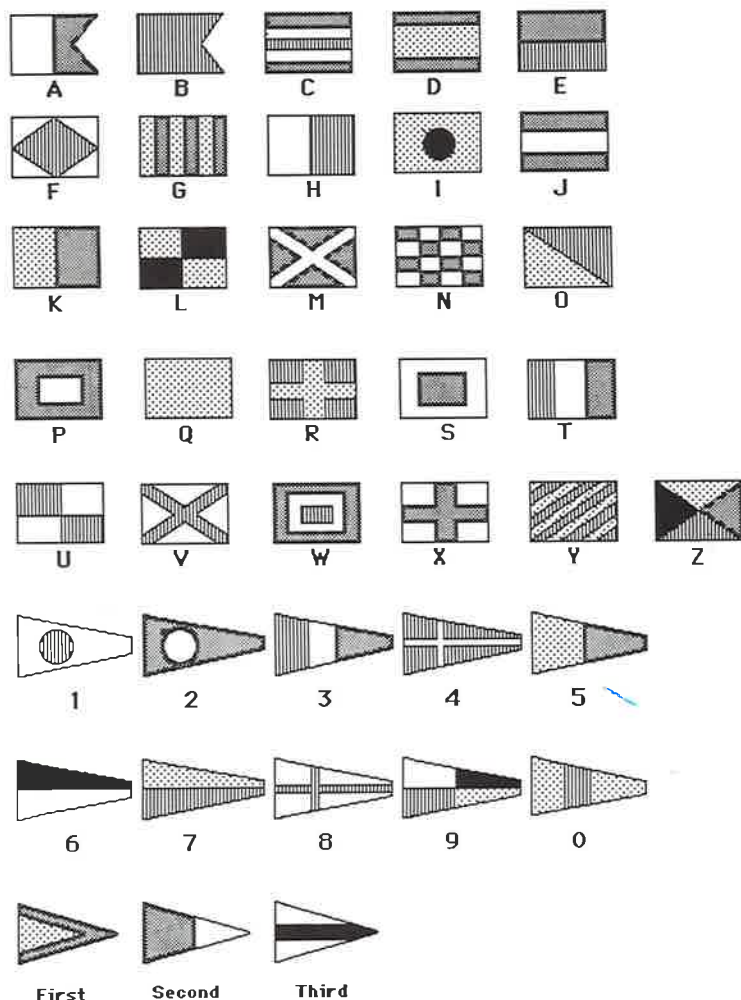 A B C D E
F G H I J
K L M N O
P Q R S T
U V W X Y Z
1 2 3 4 5
6 7 8 9 0
First Second Third